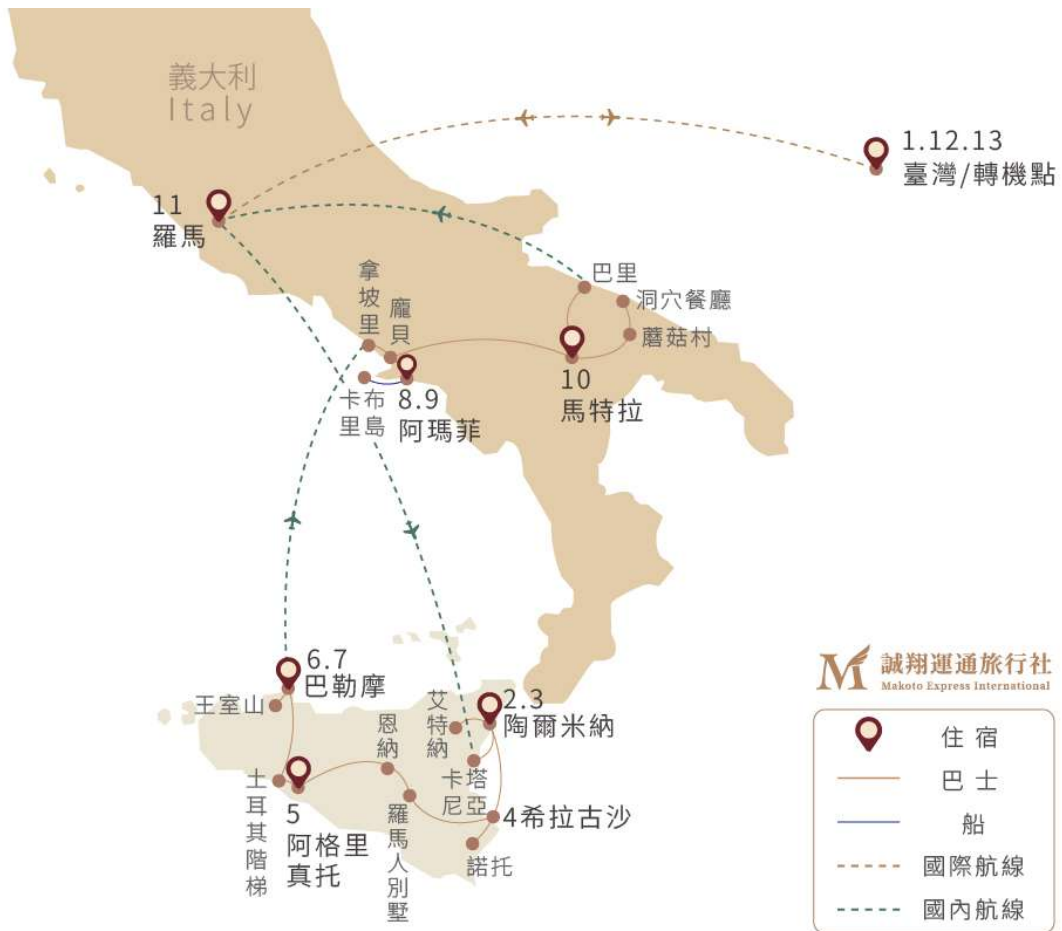 義大利
Italy
1.12.13
臺灣/轉機點
11
羅馬
巴里
洞穴餐廳
蘑菇村
拿坡里
龐貝
10
馬特拉
卡布
里島
8.9
阿瑪菲
6.7
巴勒摩
王室山
2.3
陶爾米納
艾特納
恩納
卡塔
尼亞
土耳其階梯
5
阿格里
真托
羅馬人別墅
4希拉古沙
諾托
M 誠翔運通旅行社
Makoto Express International
住宿
巴士
船
國際航線
國內航線